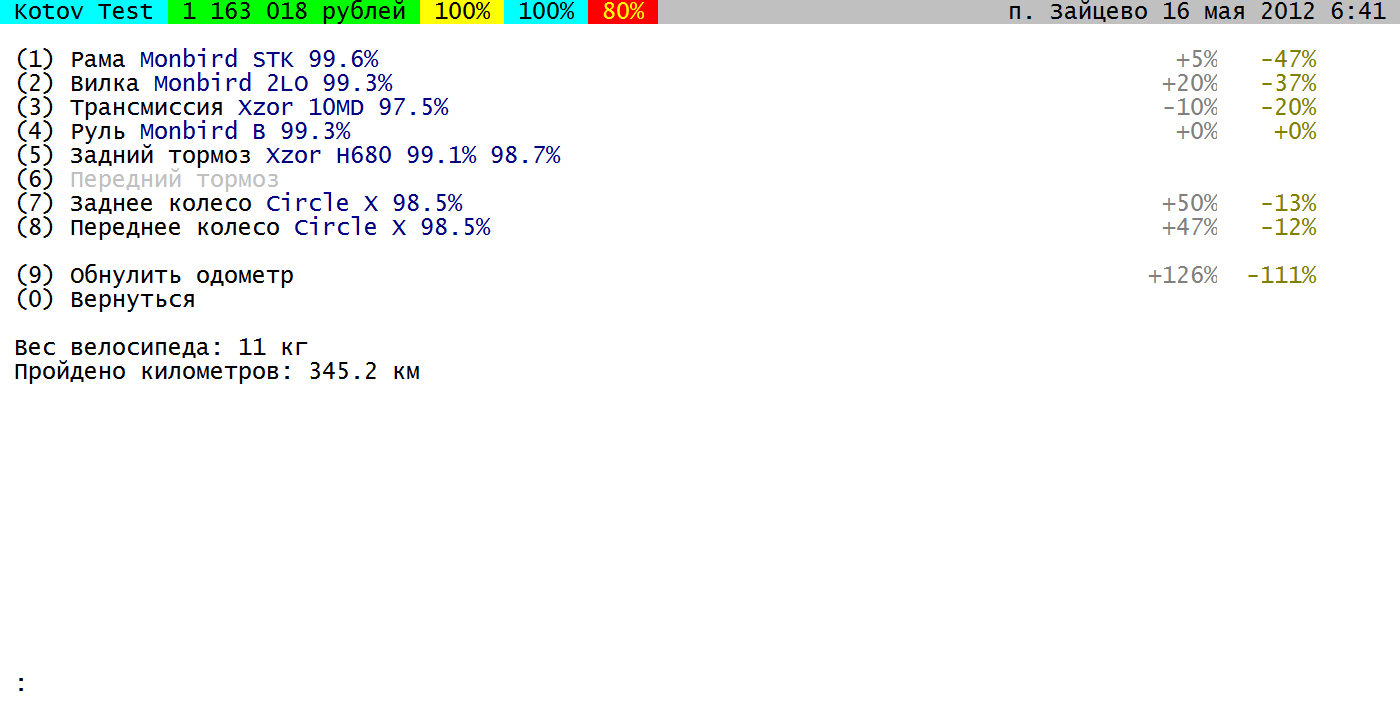 Kotov Test 1 163 018 рублей 100% 100% 80% п. Зайцево 16 мая 2012 6:41
(1) Рама Monbird STK 99.6% +5% -47%
(2) Вилка Monbird 2LO 99.3% +20% -37%
(3) Трансмиссия Xzor 10MD 97.5% -10% -20%
(4) Руль Monbird B 99.3% +0% +0%
(5) Задний тормоз Xzor H680 99.1% 98.7%
(6) Передний тормоз
(7) Заднее колесо Circle X 98.5% +50% -13%
(8) Переднее колесо Circle X 98.5% +47% -12%
(9) Обнулить одометр +126% -111%
(0) Вернуться
Вес велосипеда: 11 кг
Пройдено километров: 345.2 км
: